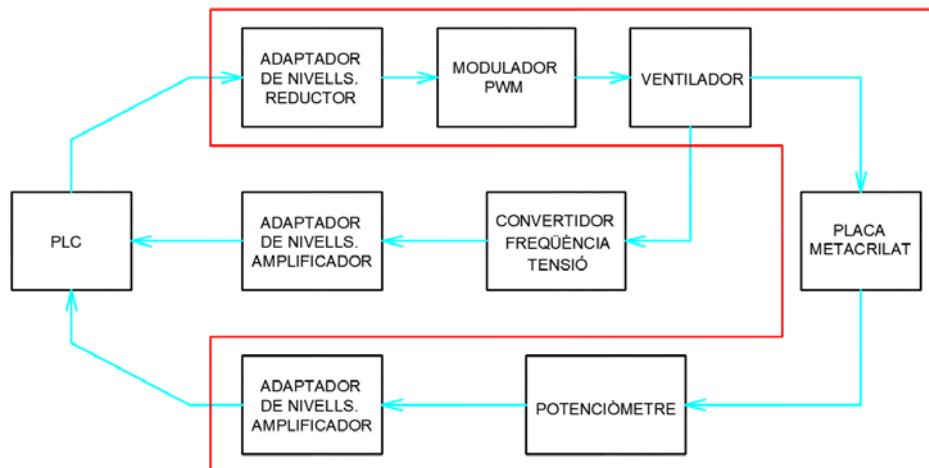 ADAPTADOR
DE NIVELLS.
REDUCTOR
MODULADOR
PWM
VENTILADOR
PLC
ADAPTADOR
DE NIVELLS.
AMPLIFICADOR
CONVERTIDOR
FREQÜÈNCIA
TENSIÓ
PLACA
METACRILAT
ADAPTADOR
DE NIVELLS.
AMPLIFICADOR
POTENCIÒMETRE